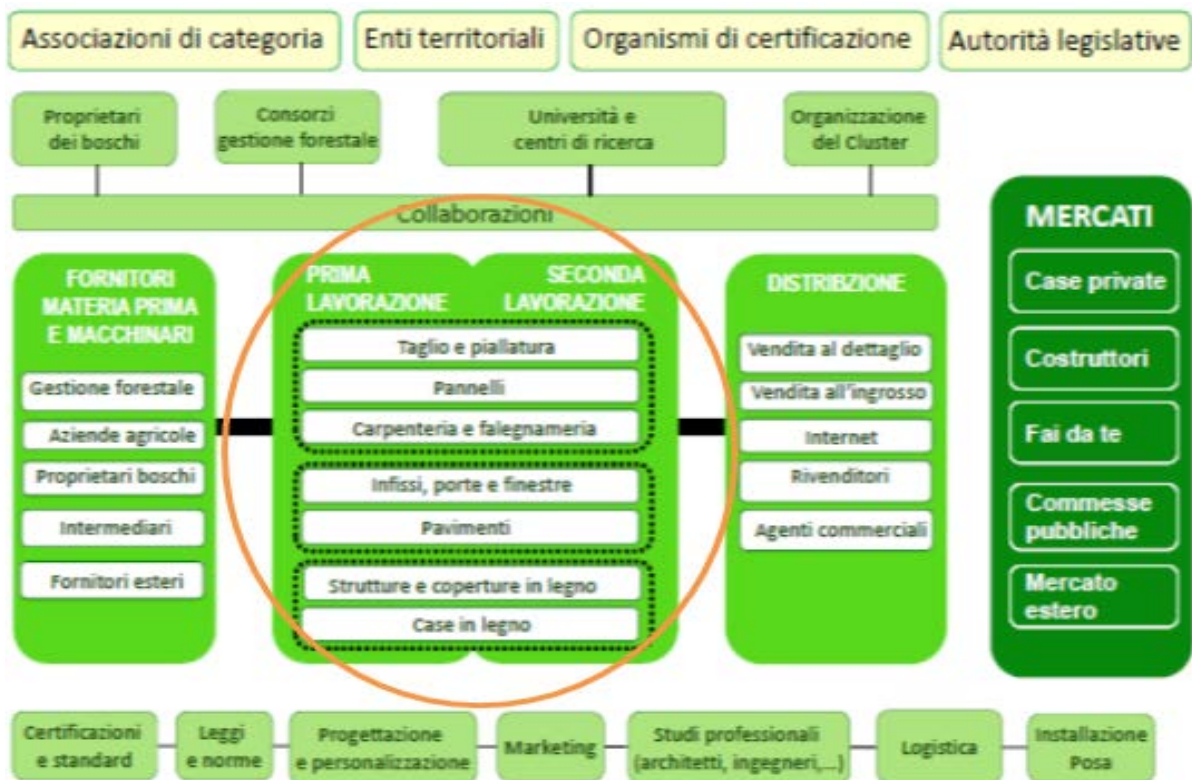 Associazioni di categoria
Enti territoriali
Organismi di certificazione
Autorità legislative
Proprietari
dei boschi
Consorzi
gestione forestale
Università e
centri di ricerca
Organizzazione
del Cluster
Collaborazioni
FORNITORI
MATERIA PRIMA
E MACCHINARI
Gestione forestale
Aziende agricole
Proprietari boschi
Intermediari
Fornitori esteri
PRIMA
LAVORAZIONE
SECONDA
LAVORAZIONE
Taglio e piallatura
Pannelli
Carpenteria e falegnameria
Infissi, porte e finestre
Pavimenti
Strutture e coperture in legno
Case in legno
DISTRIBZIONE
Vendita al dettaglio
Vendita all'ingrosso
Internet
Rivenditori
Agenti commerciali
MERCATI
Case private
Costruttori
Fai da te
Commesse
pubbliche
Mercato
estero
Certificazioni
e standard
Leggi
e norme
Progettazione
e personalizzazione
Marketing
Studi professionali
(architetti, ingegneri,...)
Logistica
Installazione
Posa